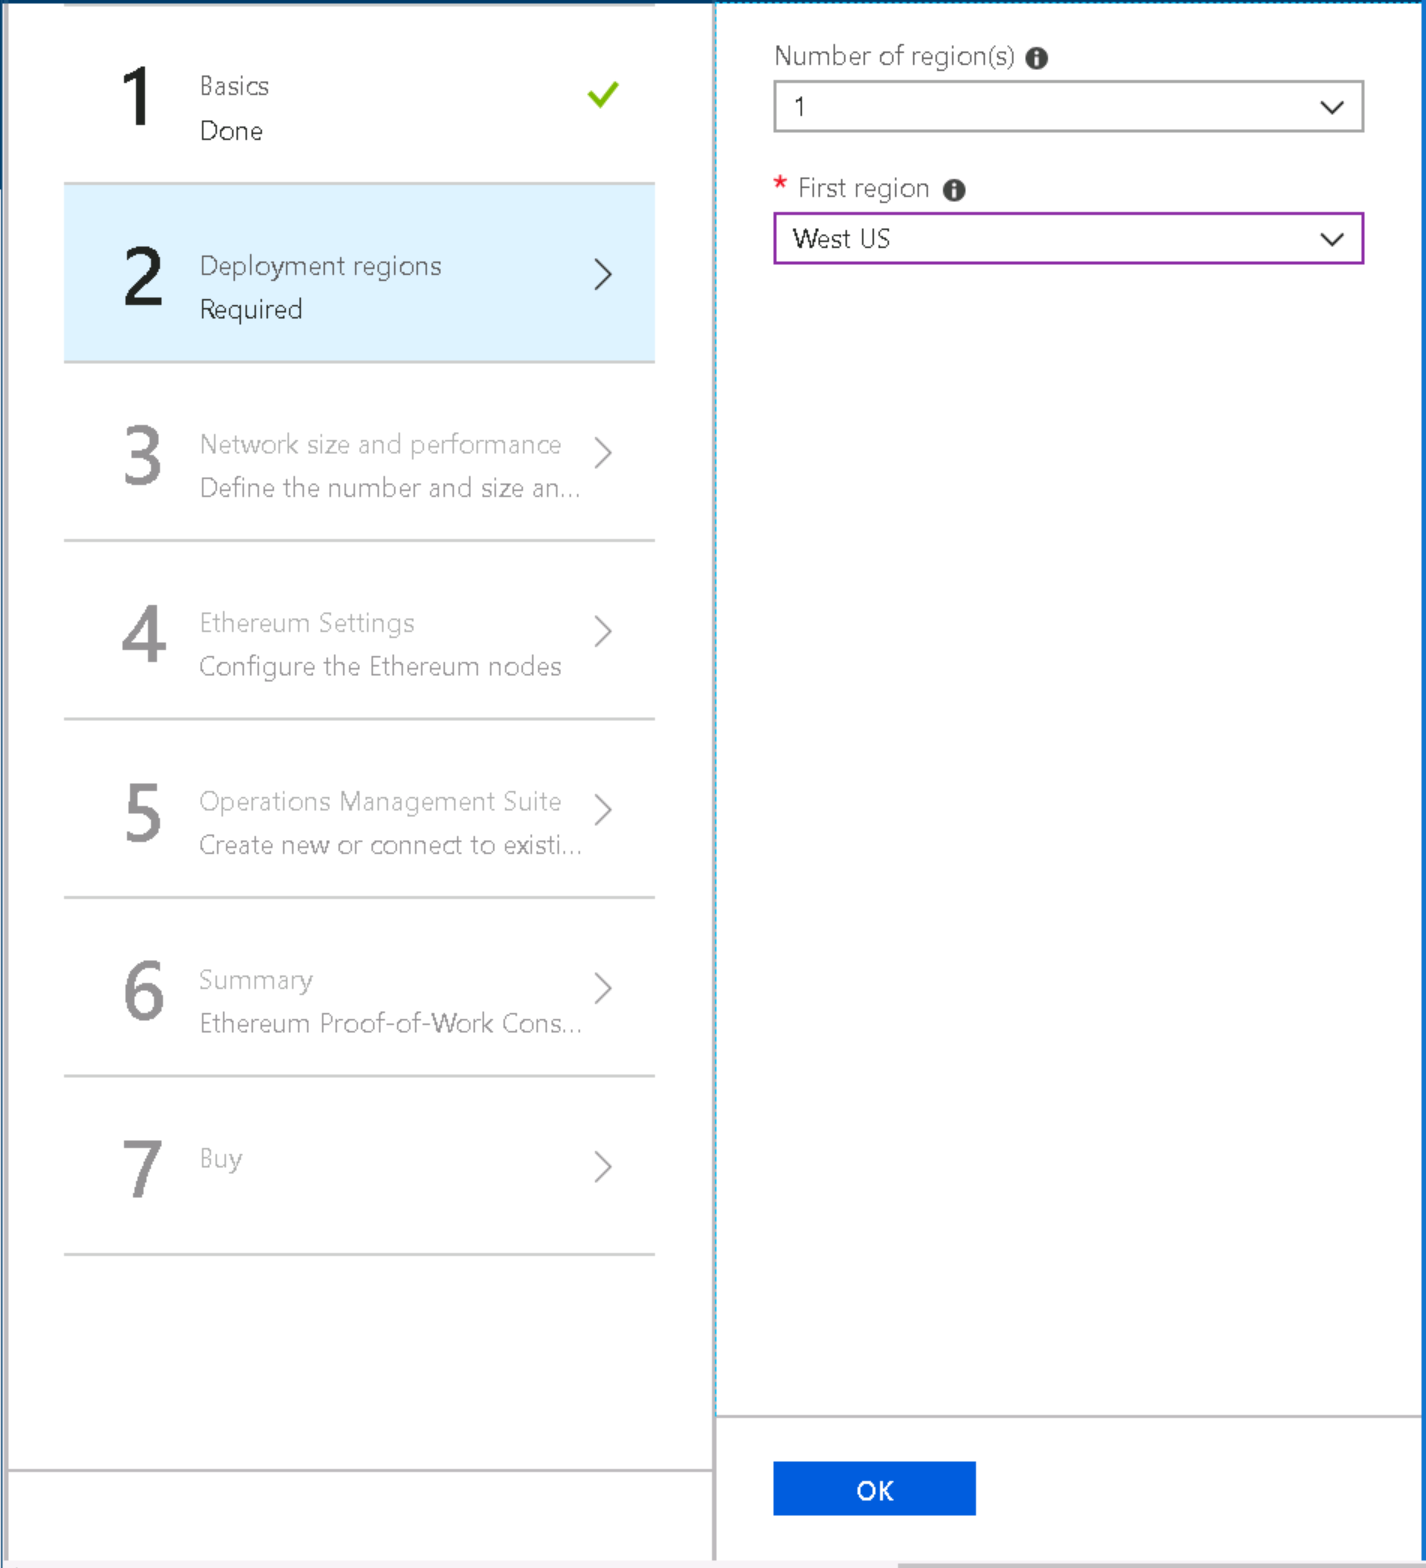 1
Basics
Done
2
Deployment regions
Required
3
Network size and performance
Define the number and size an...
4
Ethereum Settings
Configure the Ethereum nodes
5
Operations Management Suite
Create new or connect to existi...
6
Summary
Ethereum Proof-of-Work Cons...
7
Buy
Number of region(s)
1
* First region
West US
OK